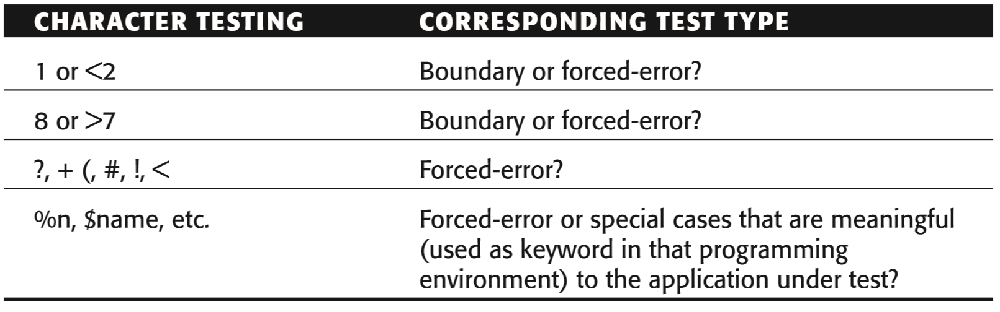 CHARACTER TESTING CORRESPONDING TEST TYPE
1 or <2 Boundary or forced-error?
8 or >7 Boundary or forced-error?
?, + (, #, !, < Forced-error?
%n, $name, etc. Forced-error or special cases that are meaningful
(used as keyword in that programming
environment) to the application under test?